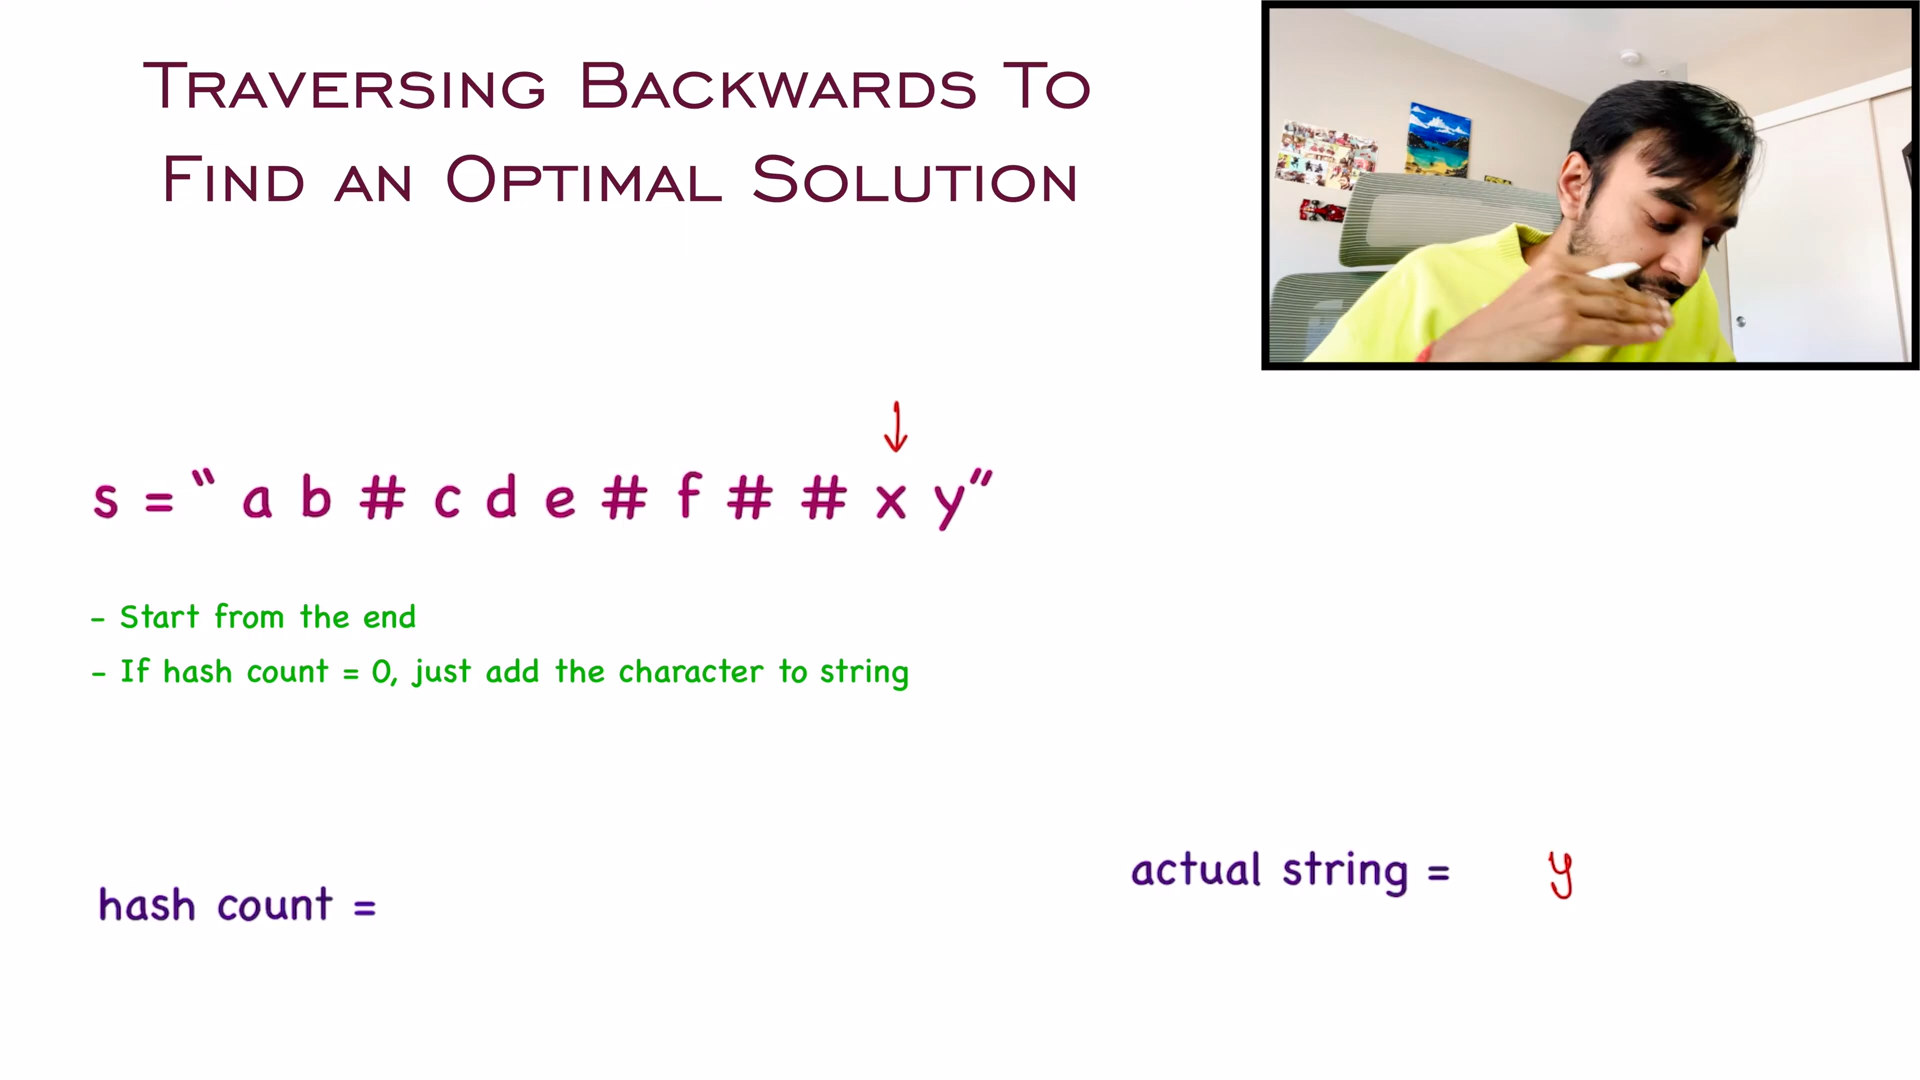 TRAVERSING BACKWARDS TO
FIND AN OPTIMAL SOLUTION
s = " a b # c d e # f # # x y"
- Start from the end
- If hash count = 0, just add the character to string
actual string = y
hash count =